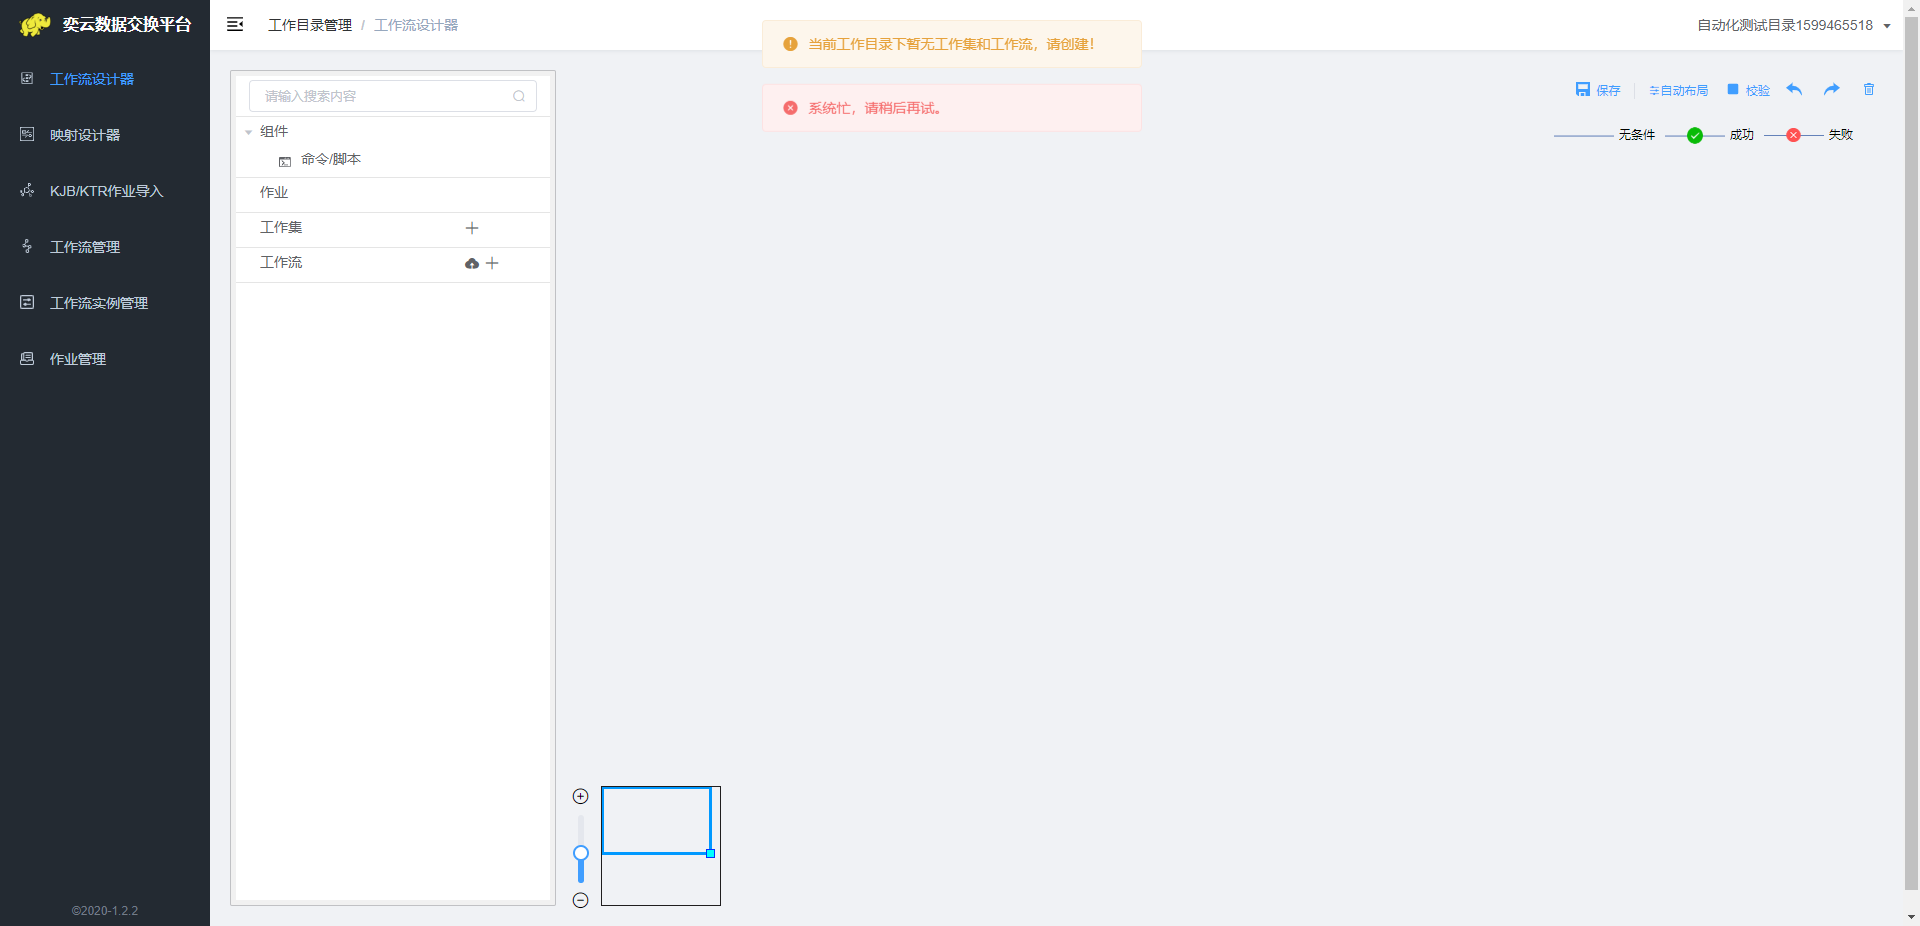 奕云数据交换平台
工作流设计器
映射设计器
KJB/KTR作业导入
工作流管理
工作流实例管理
作业管理
©2020-1.2.2
工作目录管理 / 工作流设计器
自动化测试目录1599465518
当前工作目录下暂无工作集和工作流，请创建！
系统忙，请稍后再试。
请输入搜索内容
组件
命令/脚本
作业
工作集
工作流
保存 自动布局 校验
无条件 成功 失败